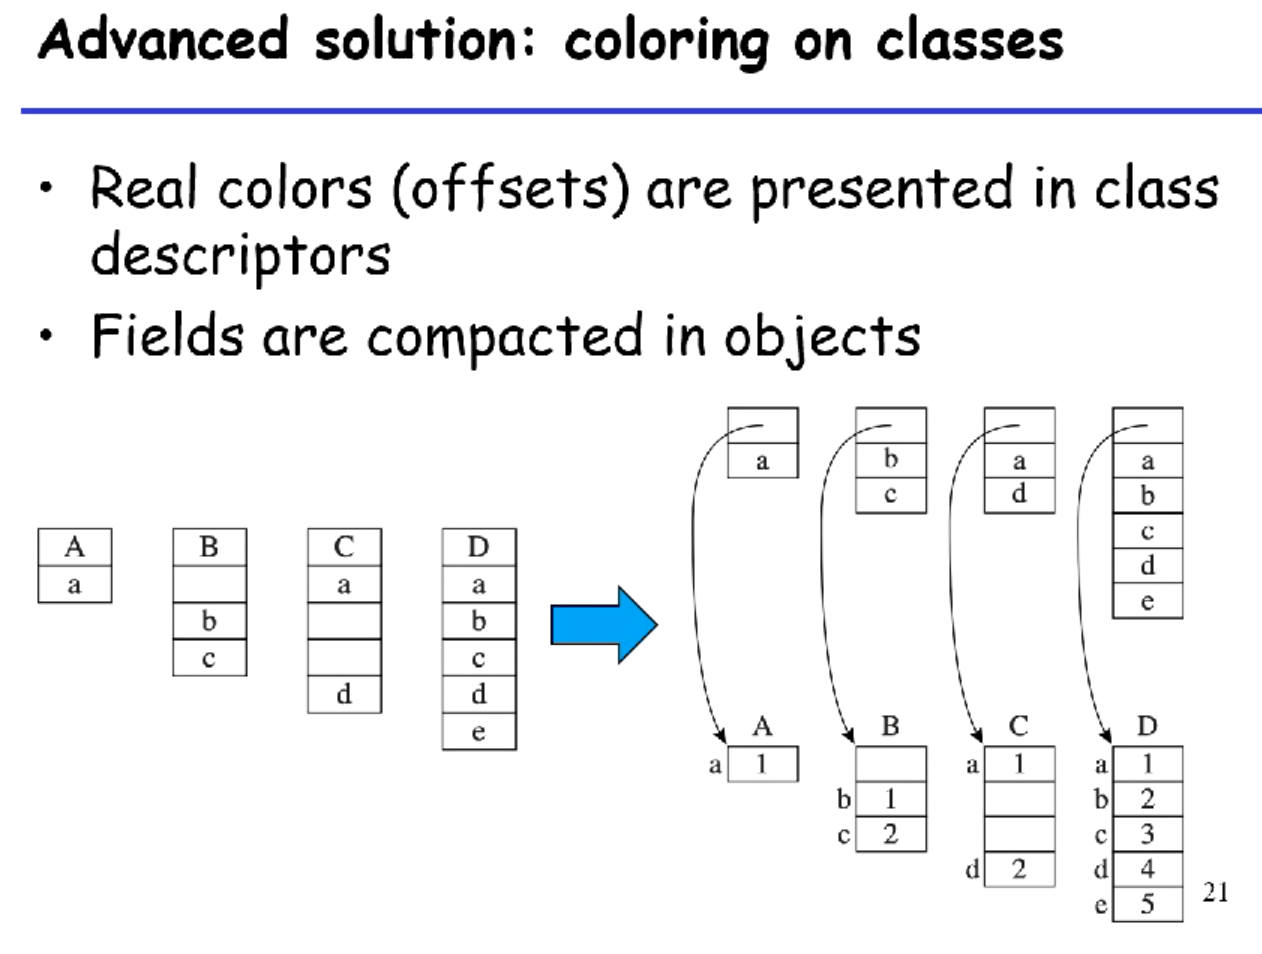 Advanced solution: coloring on classes
• Real colors (offsets) are presented in class
descriptors
• Fields are compacted in objects
A B C D
a a a
b b
c c
d d
e
a b a a
c d b
c
d
e
A B C D
a 1 a 1 a 1
b 1 b 2
c 2 c 3
d 2 d 4
e 5
21